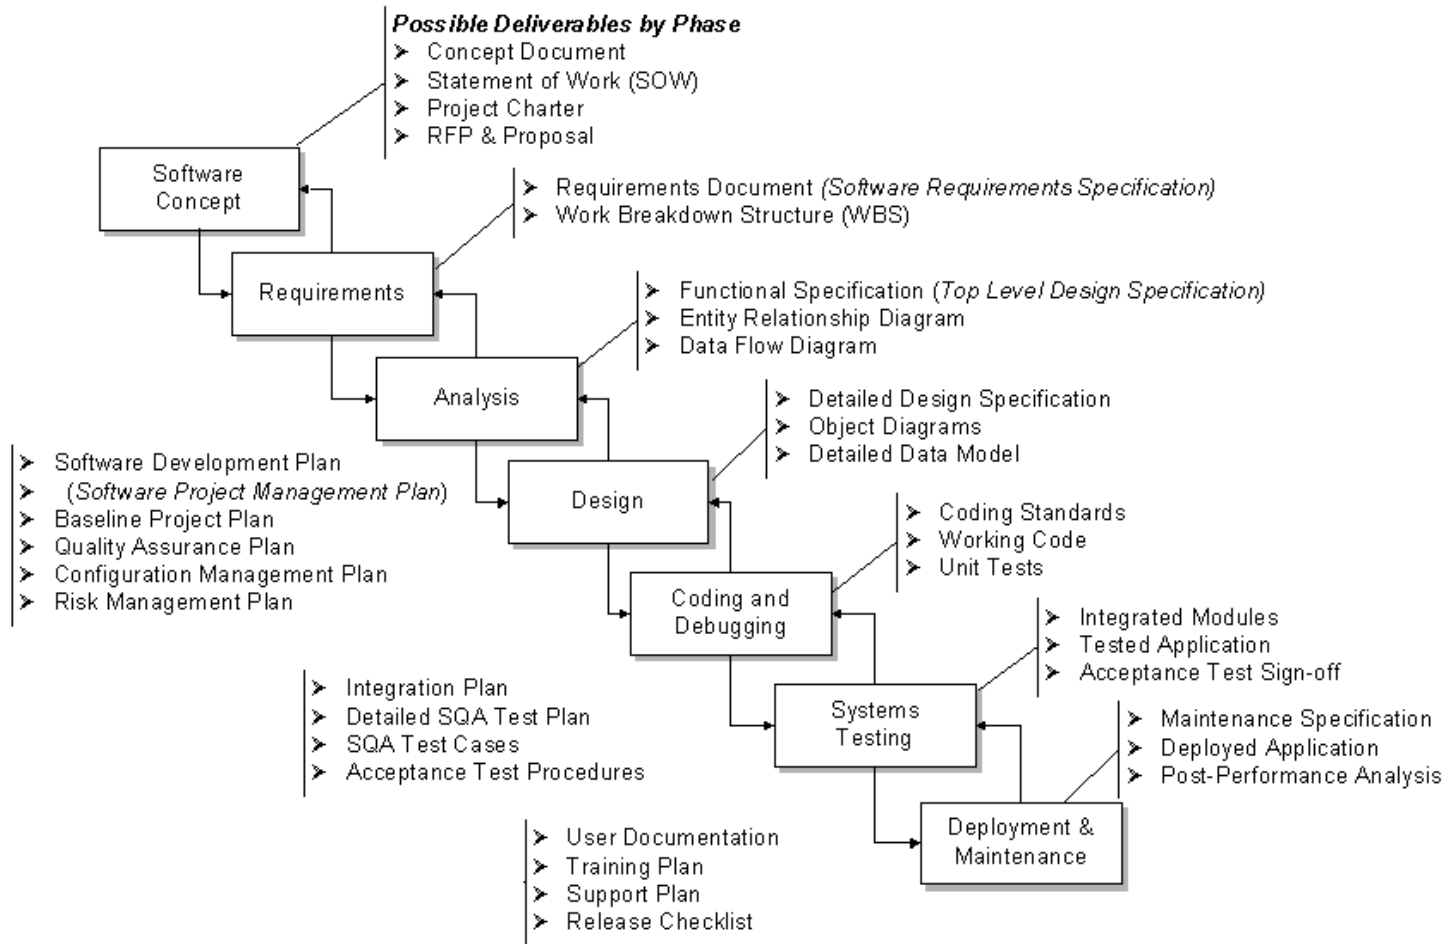 Possible Deliverables by Phase
➤ Concept Document
➤ Statement of Work (SOW)
➤ Project Charter
➤ RFP & Proposal
Software
Concept
➤ Requirements Document (Software Requirements Specification)
➤ Work Breakdown Structure (WBS)
Requirements
➤ Functional Specification (Top Level Design Specification)
➤ Entity Relationship Diagram
➤ Data Flow Diagram
Analysis
➤ Detailed Design Specification
➤ Object Diagrams
➤ Detailed Data Model
➤ Software Development Plan
➤ (Software Project Management Plan)
➤ Baseline Project Plan
➤ Quality Assurance Plan
➤ Configuration Management Plan
➤ Risk Management Plan
Design
➤ Coding Standards
➤ Working Code
➤ Unit Tests
Coding and
Debugging
➤ Integrated Modules
➤ Tested Application
➤ Acceptance Test Sign-off
➤ Integration Plan
➤ Detailed SQA Test Plan
➤ SQA Test Cases
➤ Acceptance Test Procedures
Systems
Testing
➤ Maintenance Specification
➤ Deployed Application
➤ Post-Performance Analysis
Deployment &
Maintenance
➤ User Documentation
➤ Training Plan
➤ Support Plan
➤ Release Checklist